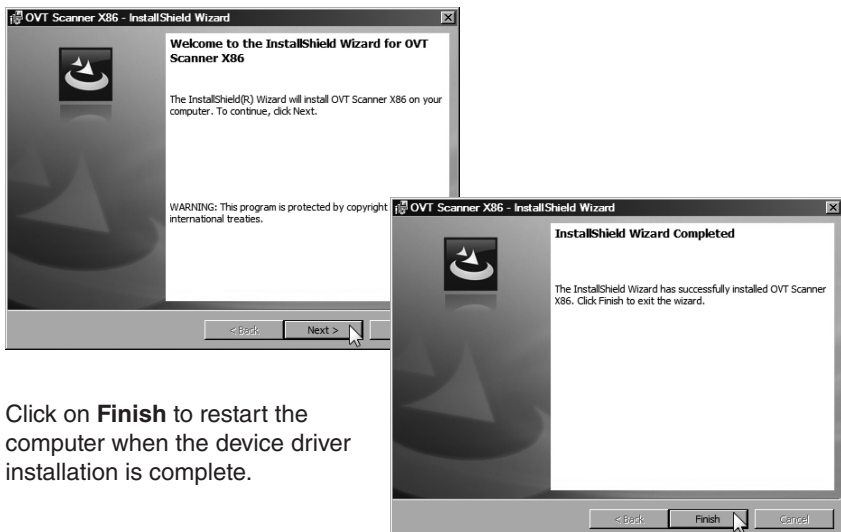 OVT Scanner X86 - InstallShield Wizard
Welcome to the InstallShield Wizard for OVT
Scanner X86
The InstallShield(R) Wizard will install OVT Scanner X86 on your
computer. To continue, click Next.
WARNING: This program is protected by copyright
international treaties.
< Back
Next >
OVT Scanner X86 - InstallShield Wizard
InstallShield Wizard Completed
The InstallShield Wizard has successfully installed OVT Scanner
X86. Click Finish to exit the wizard.
< Back
Finish
Cancel
Click on Finish to restart the
computer when the device driver
installation is complete.